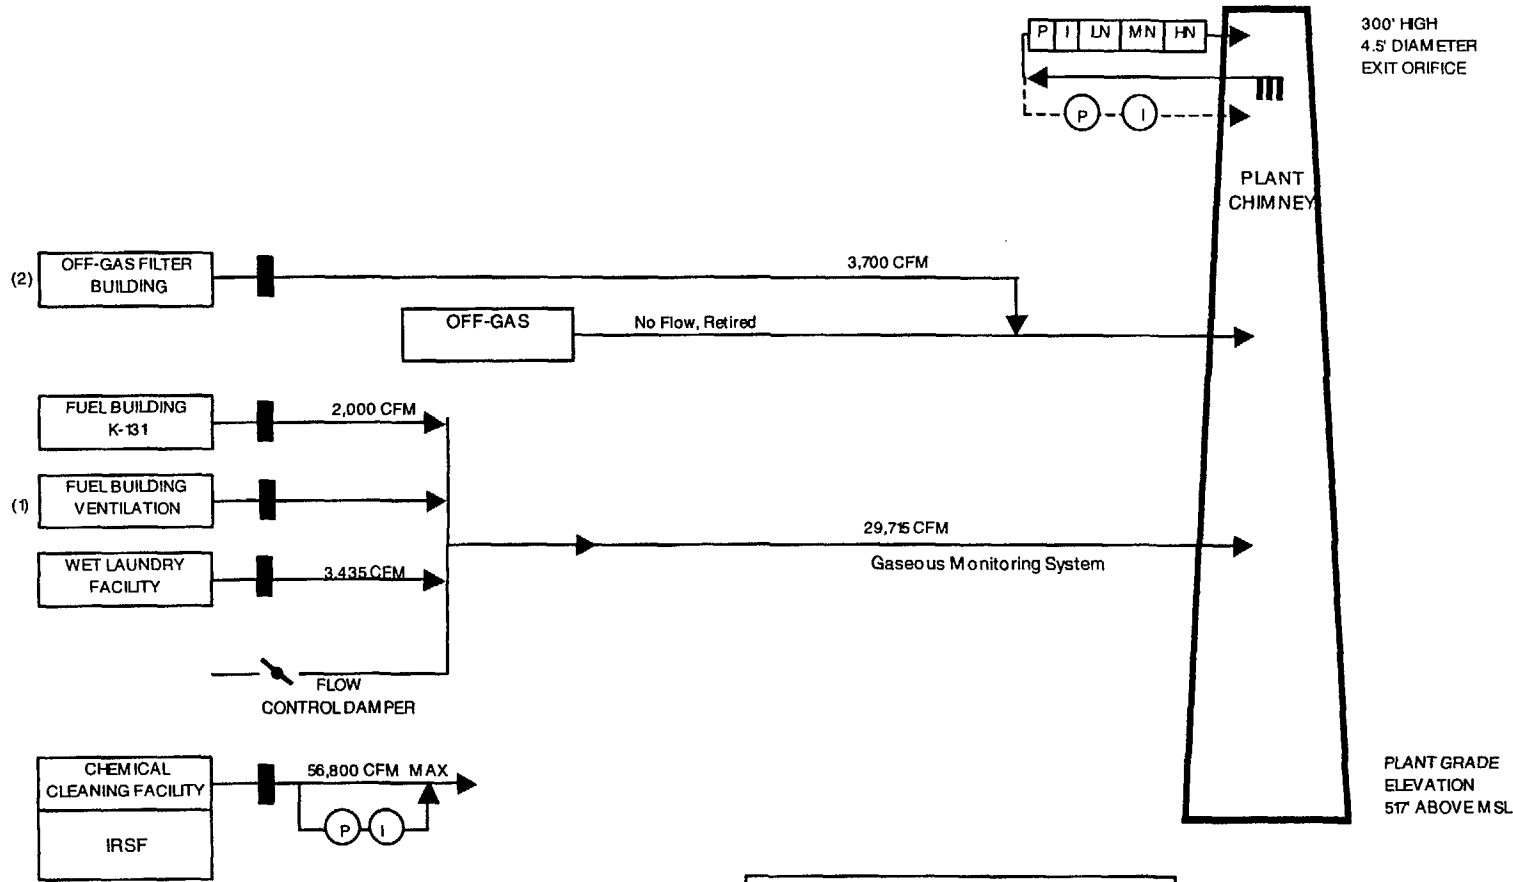 P I LN MN HN
300' HIGH
4.5' DIAMETER
EXIT ORIFICE
P I
PLANT
CHIMNEY
(2)
OFF-GAS FILTER
BUILDING
3,700 CFM
OFF-GAS
No Flow, Retired
FUEL BUILDING
K-131
2,000 CFM
(1)
FUEL BUILDING
VENTILATION
29,715 CFM
Gaseous Monitoring System
WET LAUNDRY
FACILITY
3,435 CFM
FLOW
CONTROL DAMPER
CHEMICAL
CLEANING FACILITY
56,800 CFM MAX
P I
IRSF
PLANT GRADE
ELEVATION
517' ABOVE MSL